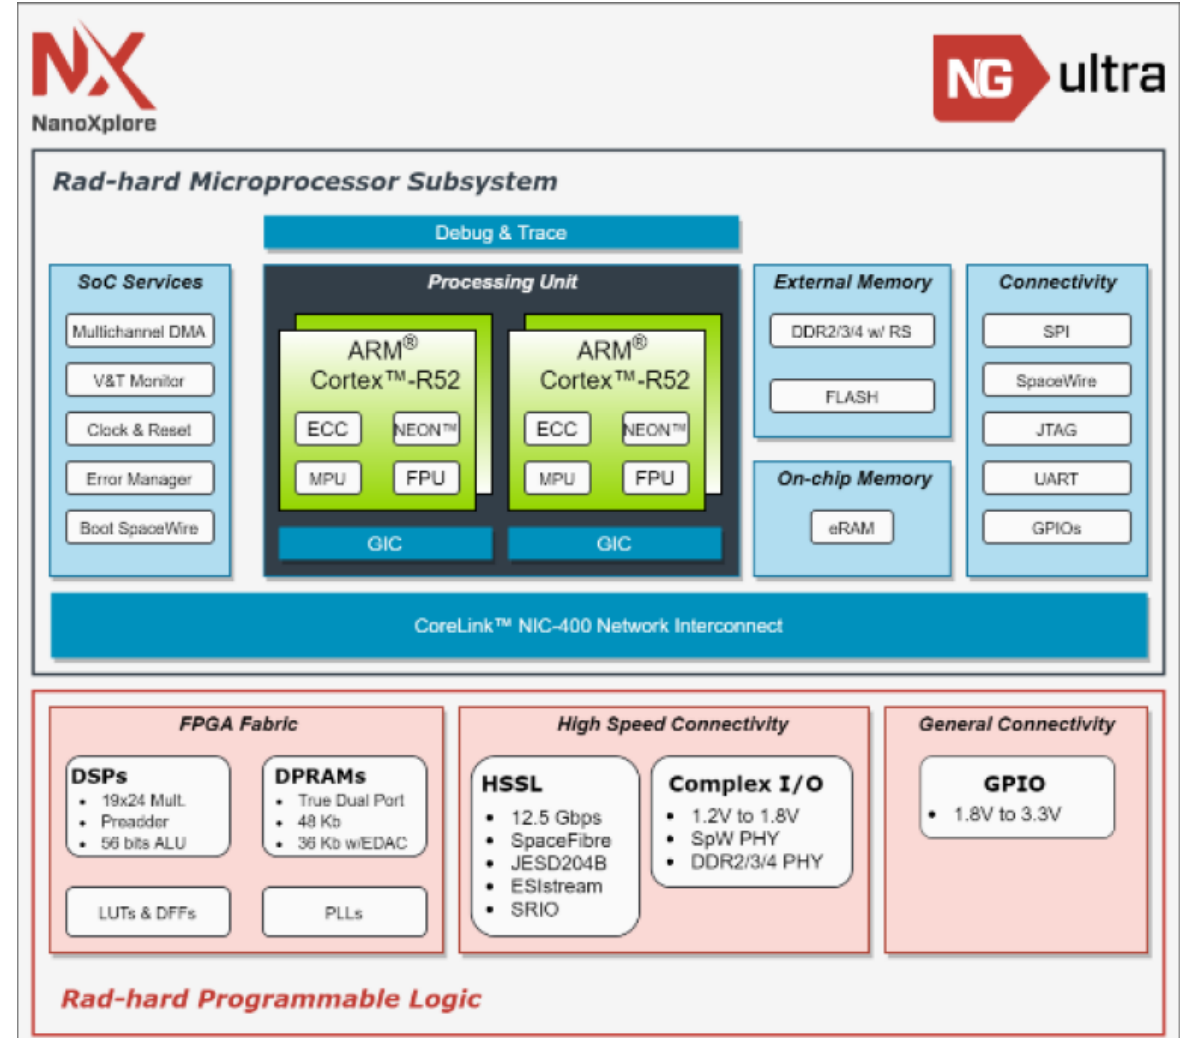 NX
NanoXplore
NG ultra
Rad-hard Microprocessor Subsystem
Debug & Trace
SoC Services
Multichannel DMA
V&T Monitor
Clock & Reset
Error Manager
Boot SpaceWire
Processing Unit
ARM®
Cortex™-R52
ECC
NEON™
MPU
FPU
GIC
ARM®
Cortex™-R52
ECC
NEON™
MPU
FPU
GIC
External Memory
DDR2/3/4 w/ RS
FLASH
On-chip Memory
eRAM
Connectivity
SPI
SpaceWire
JTAG
UART
GPIOs
CoreLink™ NIC-400 Network Interconnect
FPGA Fabric
DSPs
• 19x24 Mult.
• Preadder
• 56 bits ALU
DPRAMs
• True Dual Port
• 48 Kb
• 36 Kb w/EDAC
LUTs & DFFs
PLLs
High Speed Connectivity
HSSL
• 12.5 Gbps
• SpaceFibre
• JESD204B
• ESIstream
• SRIO
Complex I/O
• 1.2V to 1.8V
• SpW PHY
• DDR2/3/4 PHY
General Connectivity
GPIO
• 1.8V to 3.3V
Rad-hard Programmable Logic